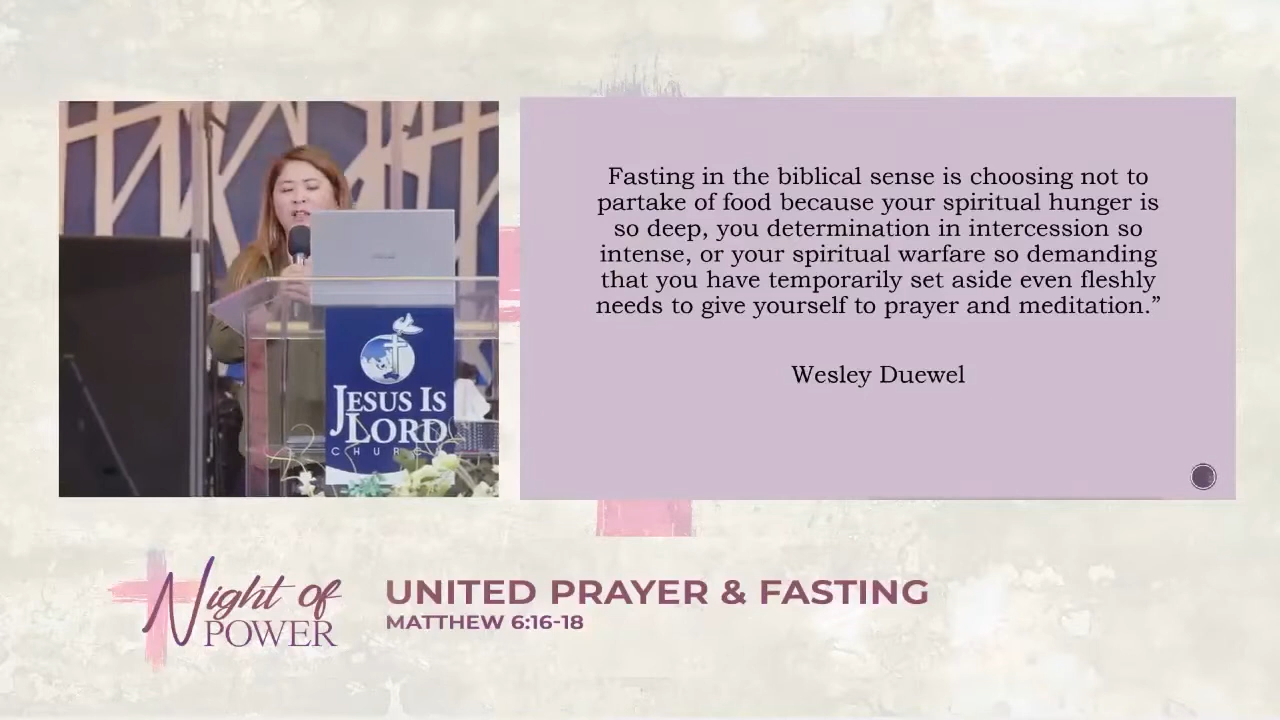 Fasting in the biblical sense is choosing not to
partake of food because your spiritual hunger is
so deep, you determination in intercession so
intense, or your spiritual warfare so demanding
that you have temporarily set aside even fleshly
needs to give yourself to prayer and meditation.”
Wesley Duewel
JESUS IS
LORD
CHURCH
Night of
POWER
UNITED PRAYER & FASTING
MATTHEW 6:16-18